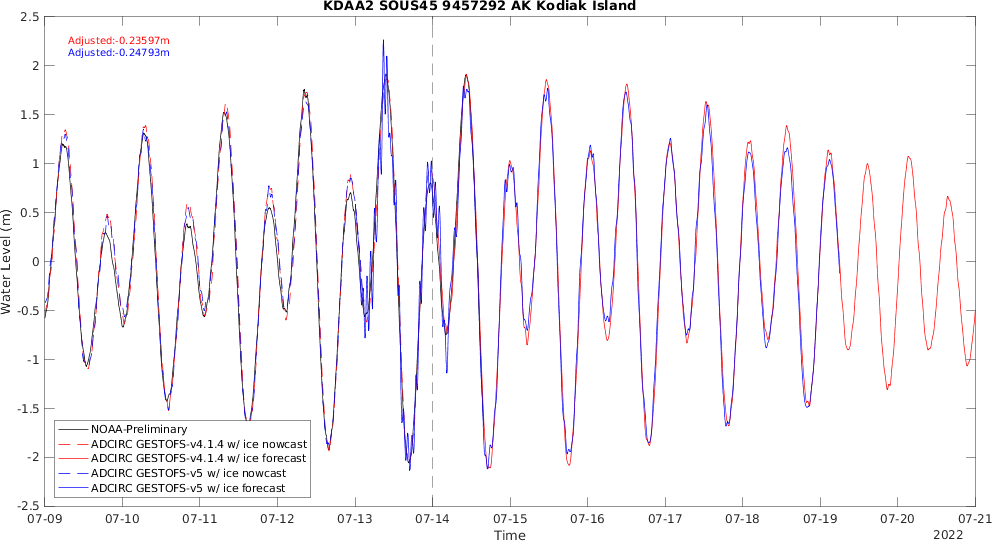 KDAA2 SOUS45 9457292 AK Kodiak Island
Adjusted:-0.23597m
Adjusted:-0.24793m
2.5
2
1.5
1
0.5
0
-0.5
-1
-1.5
-2
-2.5
Water Level (m)
NOAA-Preliminary
ADCIRC GESTOFS-v4.1.4 w/ ice nowcast
ADCIRC GESTOFS-v4.1.4 w/ ice forecast
ADCIRC GESTOFS-v5 w/ ice nowcast
ADCIRC GESTOFS-v5 w/ ice forecast
07-09 07-10 07-11 07-12 07-13 07-14 07-15 07-16 07-17 07-18 07-19 07-20 07-21
Time
2022